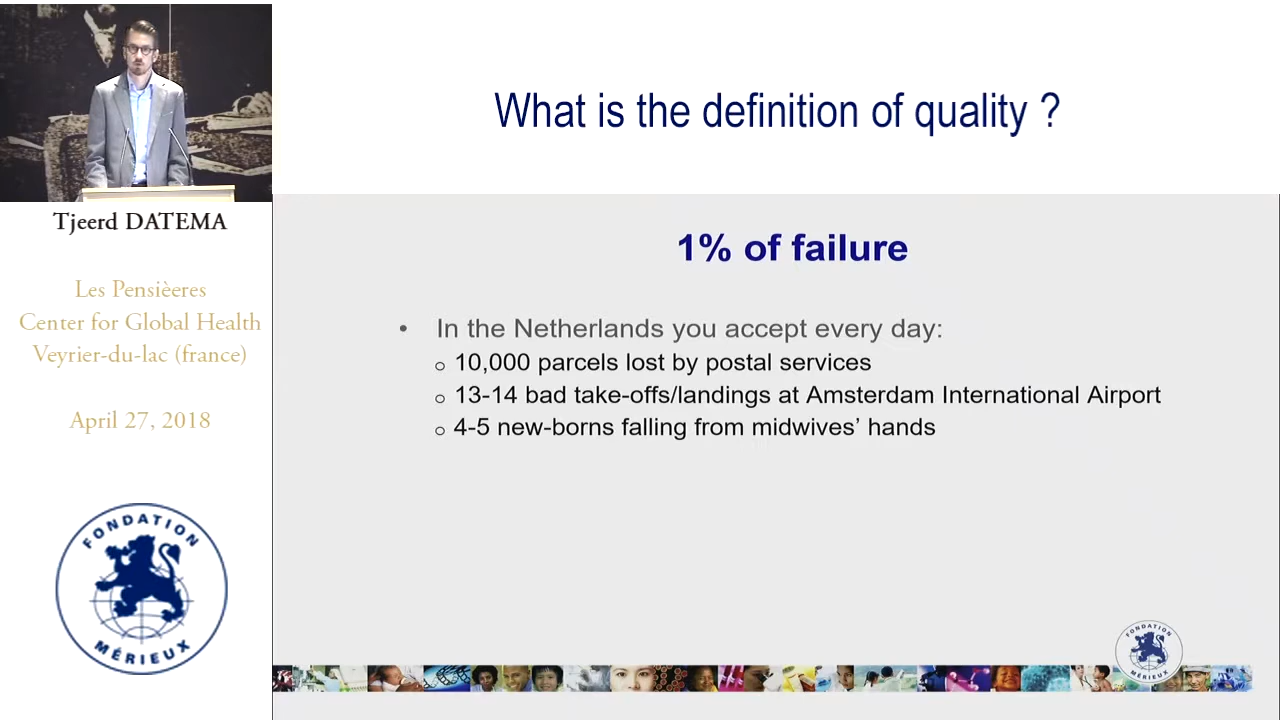 What is the definition of quality ?
Tjeerd DATEMA
Les Pensièeres
Center for Global Health
Veyrier-du-lac (france)
April 27, 2018
FONDATION
MÉRIEUX
1% of failure
• In the Netherlands you accept every day:
o 10,000 parcels lost by postal services
o 13-14 bad take-offs/landings at Amsterdam International Airport
o 4-5 new-borns falling from midwives’ hands
FONDATION
MÉRIEUX